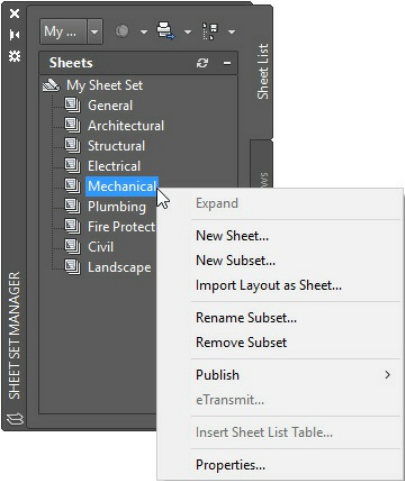 My ...
Sheets
My Sheet Set
General
Architectural
Structural
Electrical
Mechanical
Plumbing
Fire Protect
Civil
Landscape
Sheet List
SHEET SET MANAGER
Expand
New Sheet...
New Subset...
Import Layout as Sheet...
Rename Subset...
Remove Subset
Publish
eTransmit...
Insert Sheet List Table...
Properties...